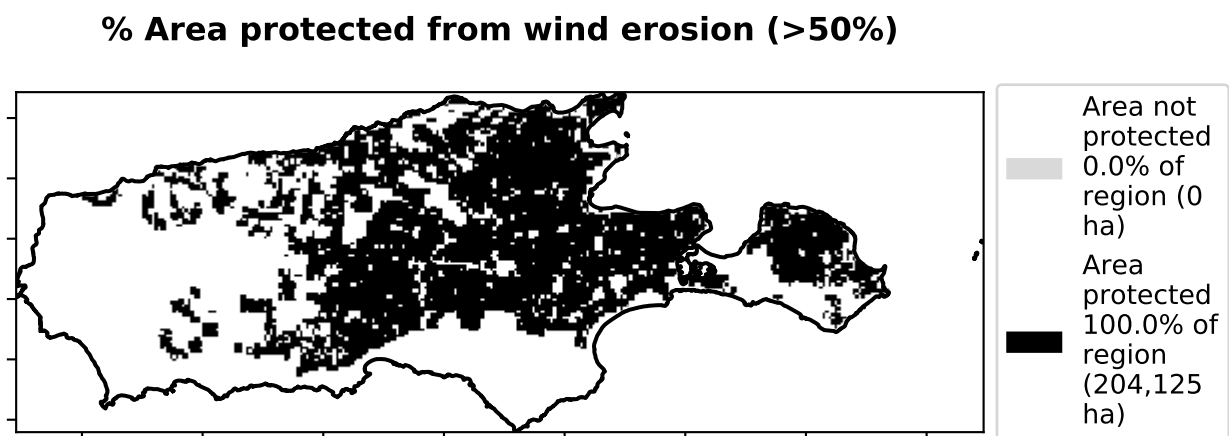 % Area protected from wind erosion (>50%)
Area not
protected
0.0% of
region (0
ha)
Area
protected
100.0% of
region
(204,125
ha)